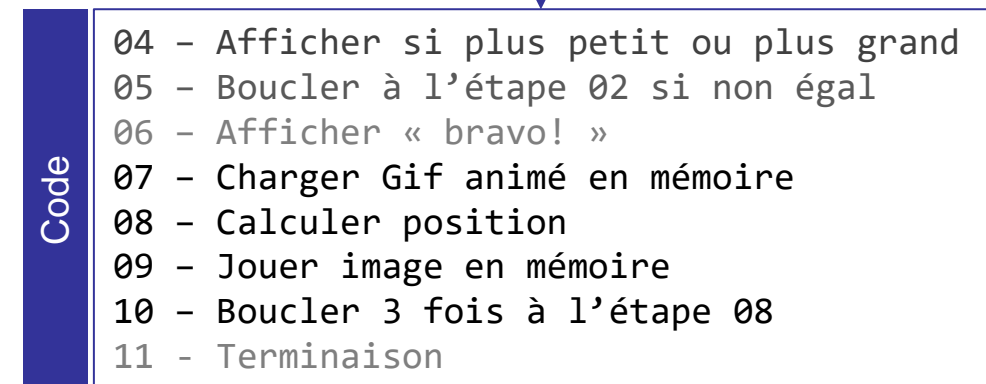 Code
04 – Afficher si plus petit ou plus grand
05 – Boucler à l’étape 02 si non égal
06 – Afficher « bravo! »
07 – Charger Gif animé en mémoire
08 – Calculer position
09 – Jouer image en mémoire
10 – Boucler 3 fois à l’étape 08
11 - Terminaison